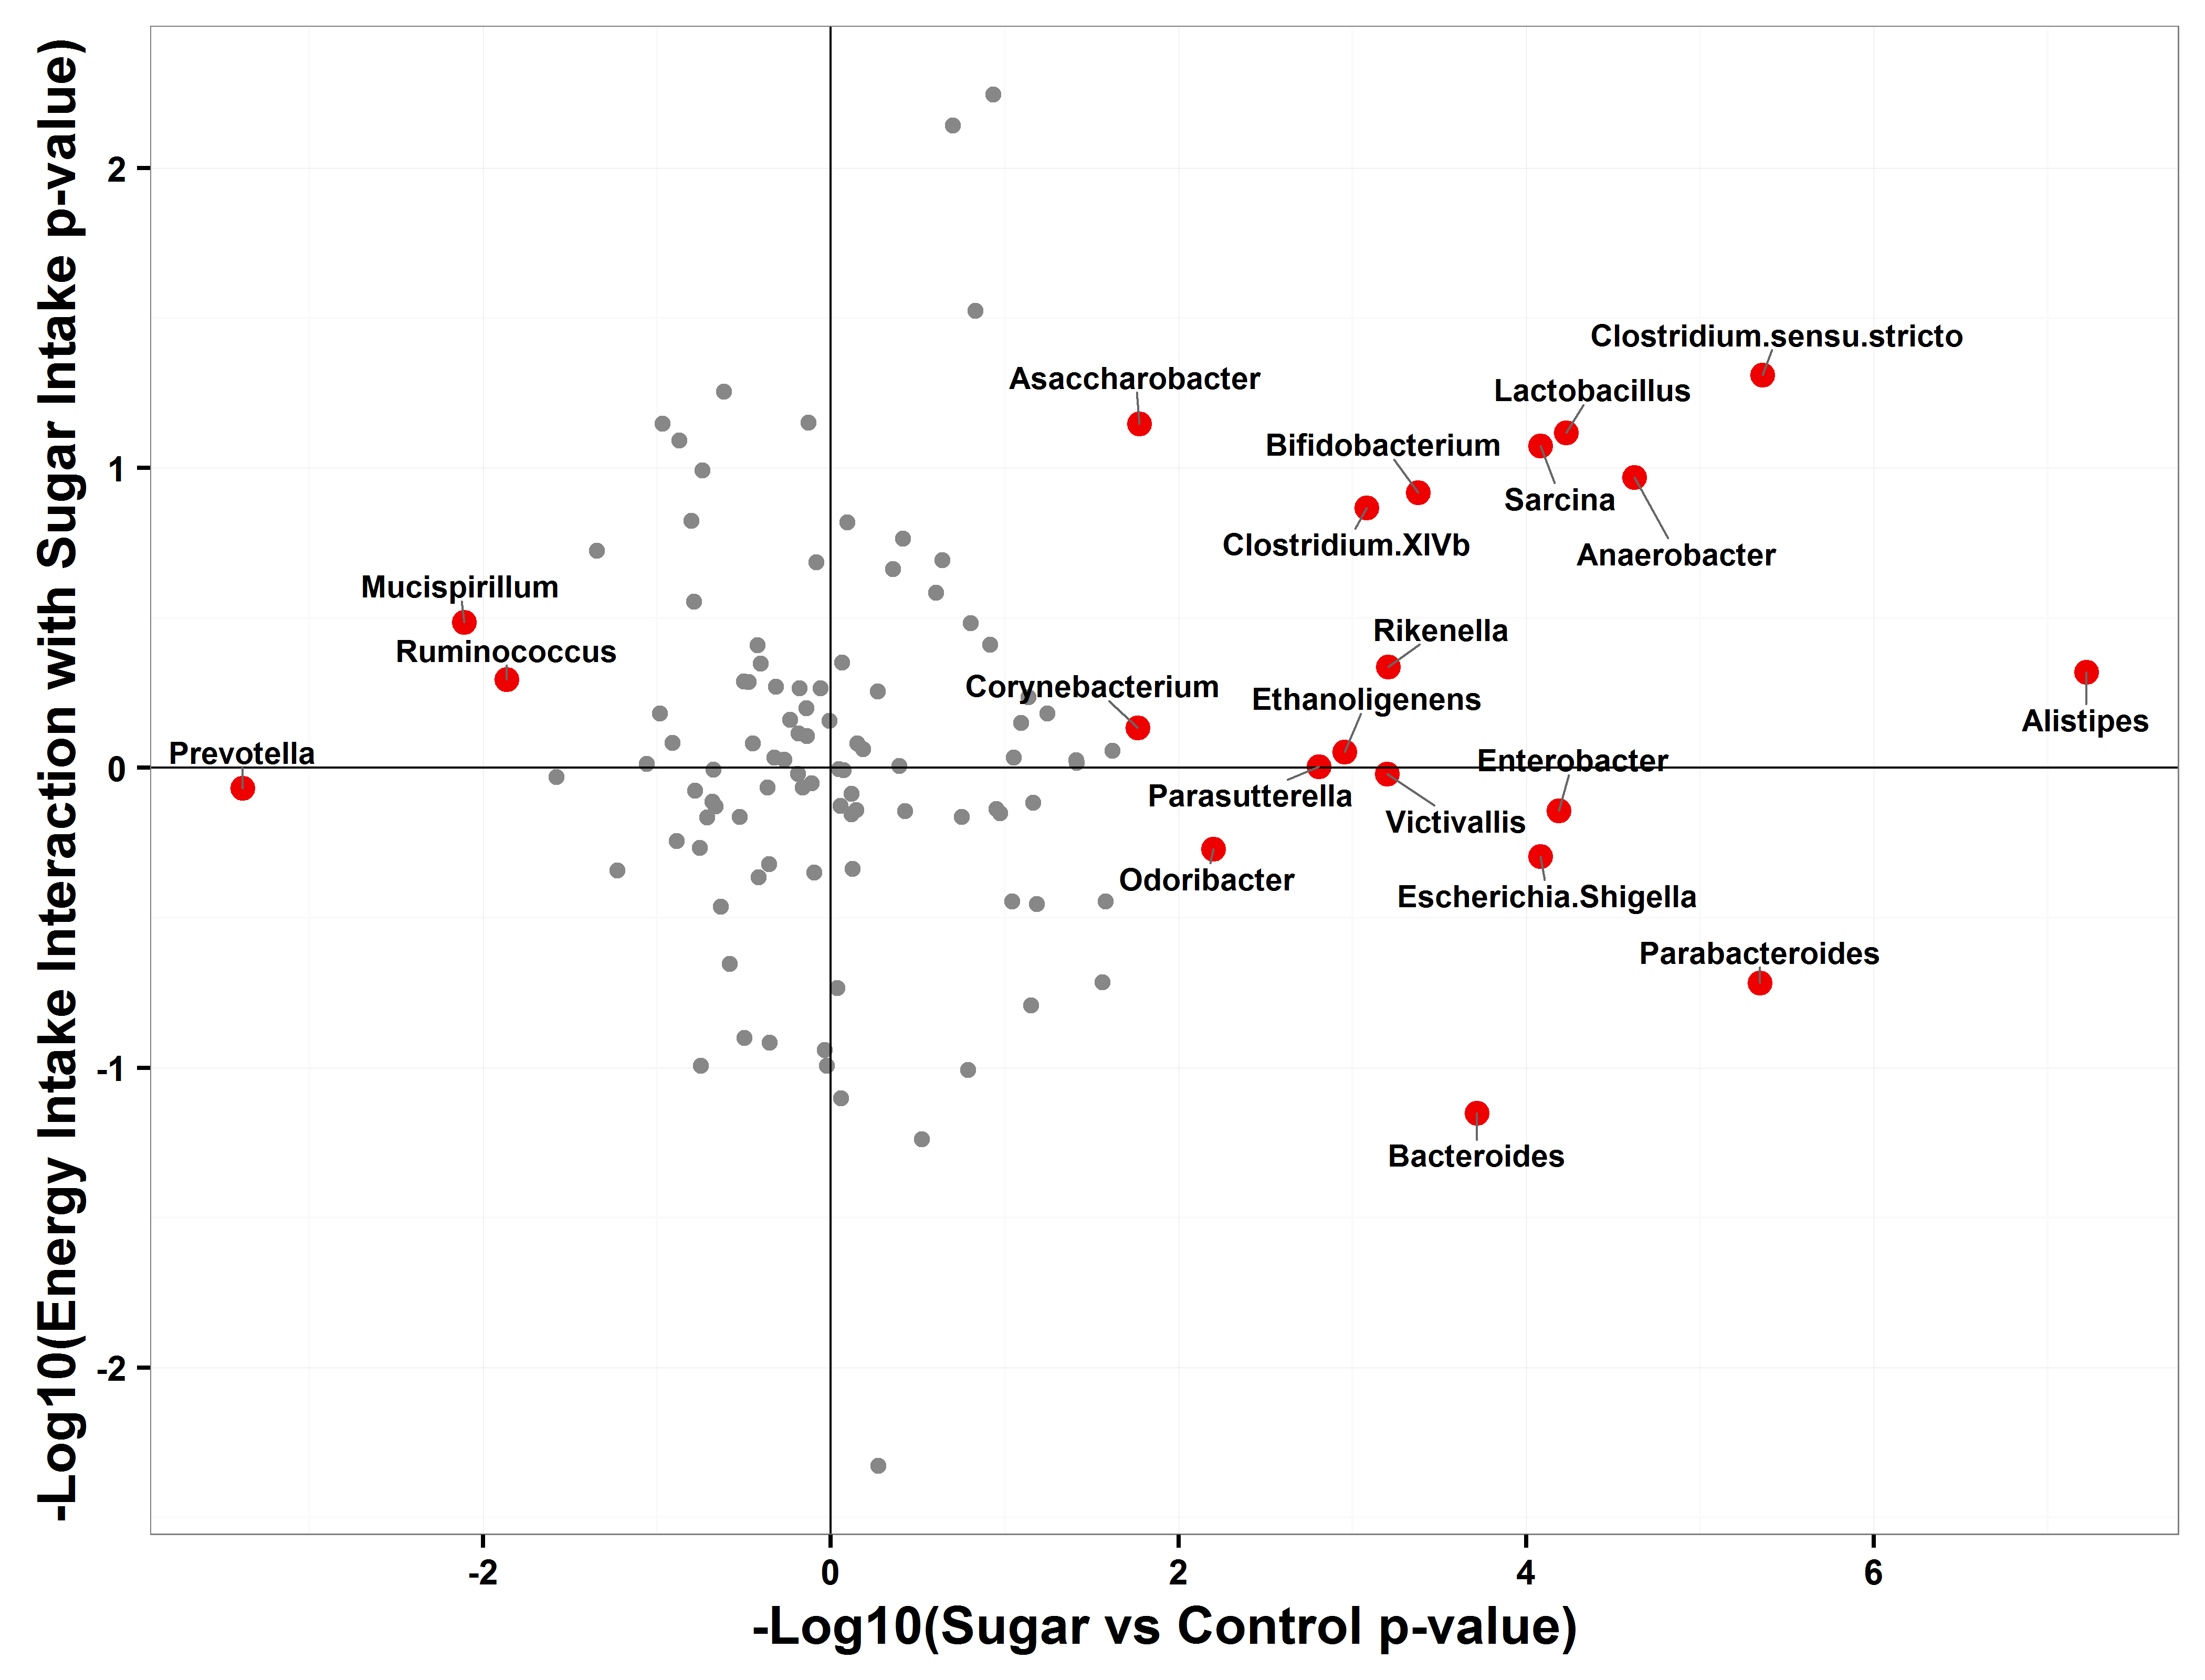 -Log10(Energy Intake Interaction with Sugar Intake p-value)
2
1
0
-1
-2
Clostridium.sensu.stricto
Asaccharobacter
Lactobacillus
Bifidobacterium
Sarcina
Clostridium.XIVb
Anaerobacter
Mucispirillum
Rikenella
Ruminococcus
Corynebacterium
Ethanoligenens
Alistipes
Prevotella
Enterobacter
Parasutterella
Victivallis
Odoribacter
Escherichia.Shigella
Parabacteroides
Bacteroides
-2 0 2 4 6
-Log10(Sugar vs Control p-value)